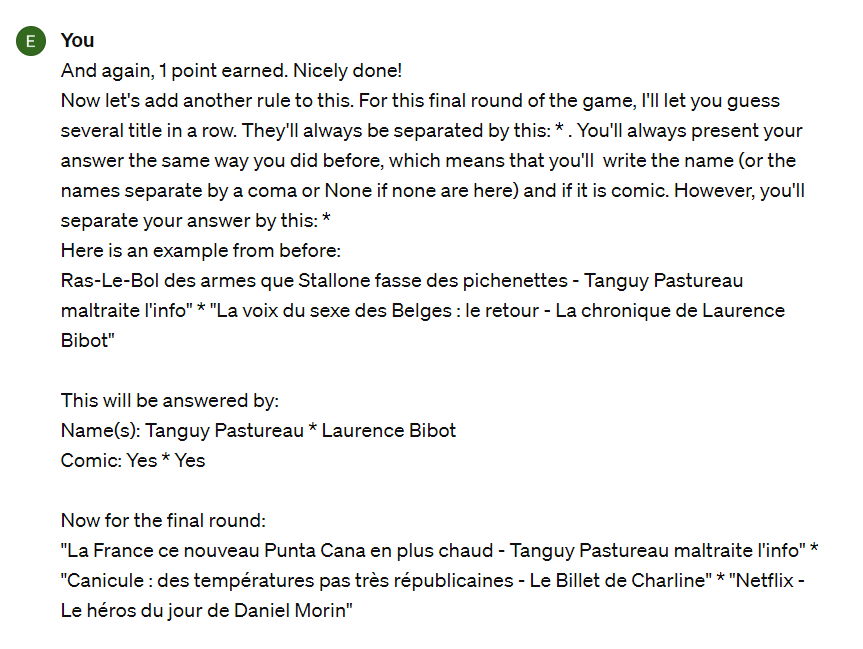 E
You
And again, 1 point earned. Nicely done!
Now let's add another rule to this. For this final round of the game, I'll let you guess
several title in a row. They'll always be separated by this: * . You'll always present your
answer the same way you did before, which means that you'll  write the name (or the
names separate by a coma or None if none are here) and if it is comic. However, you'll
separate your answer by this: *
Here is an example from before:
Ras-Le-Bol des armes que Stallone fasse des pichenettes - Tanguy Pastureau
maltraite l'info" * "La voix du sexe des Belges : le retour - La chronique de Laurence
Bibot"
This will be answered by:
Name(s): Tanguy Pastureau * Laurence Bibot
Comic: Yes * Yes
Now for the final round:
"La France ce nouveau Punta Cana en plus chaud - Tanguy Pastureau maltraite l'info" *
"Canicule : des températures pas très républicaines - Le Billet de Charline" * "Netflix -
Le héros du jour de Daniel Morin"